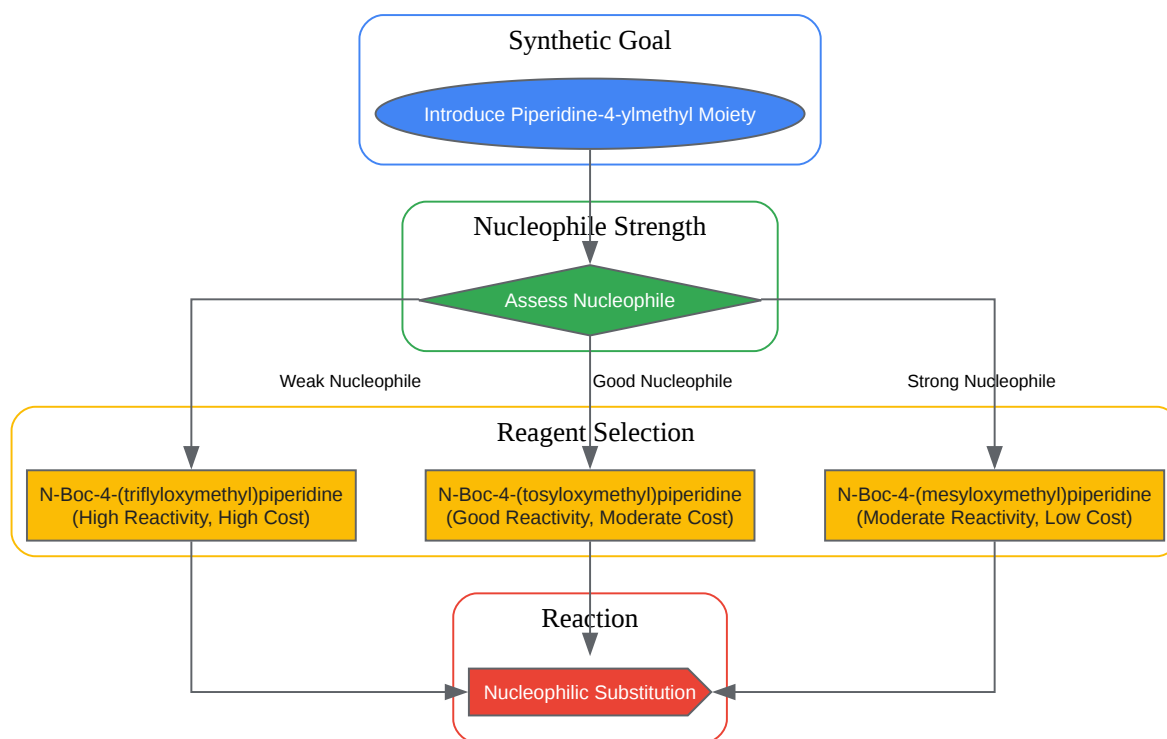 Synthetic Goal
Introduce Piperidine-4-ylmethyl Moiety
Nucleophile Strength
Assess Nucleophile
Weak Nucleophile
Good Nucleophile
Strong Nucleophile
Reagent Selection
N-Boc-4-(triflyloxymethyl)piperidine
(High Reactivity, High Cost)
N-Boc-4-(tosyloxymethyl)piperidine
(Good Reactivity, Moderate Cost)
N-Boc-4-(mesyloxymethyl)piperidine
(Moderate Reactivity, Low Cost)
Reaction
Nucleophilic Substitution